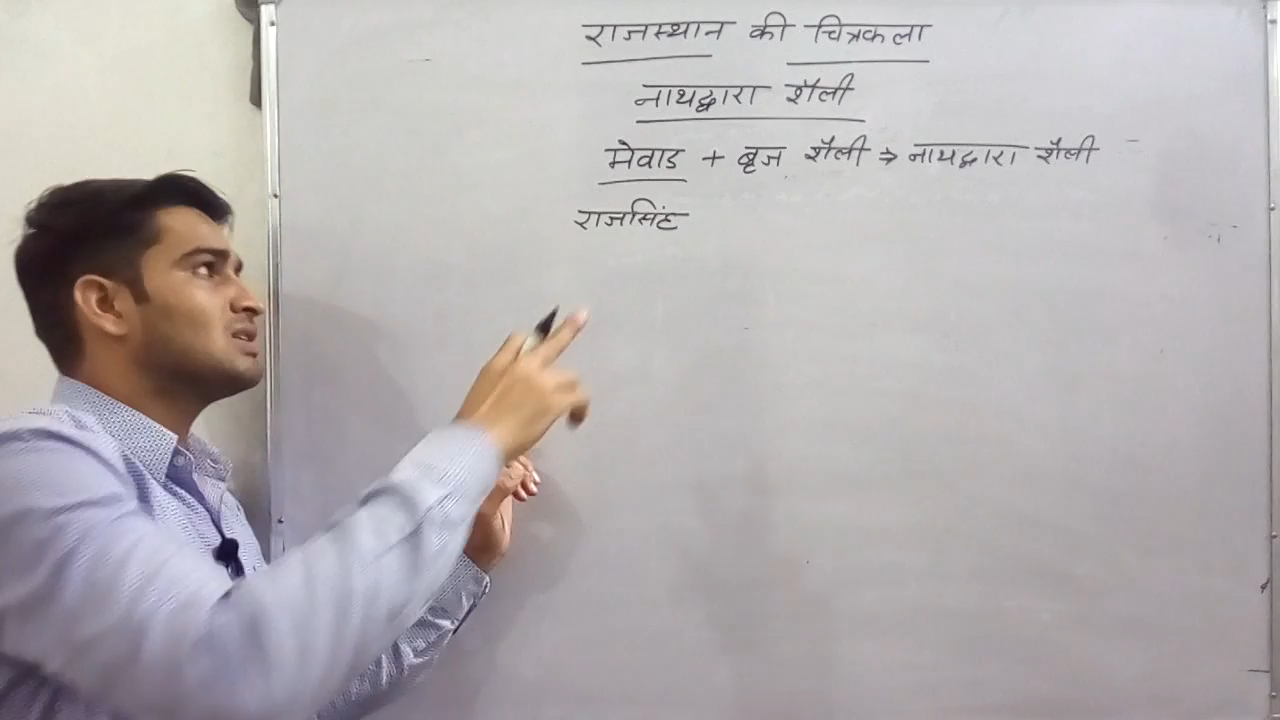 राजस्थान की चित्रकला
नाथद्वारा शैली
मेवाड + बृज शैली → नाथद्वारा शैली
राजसिंह